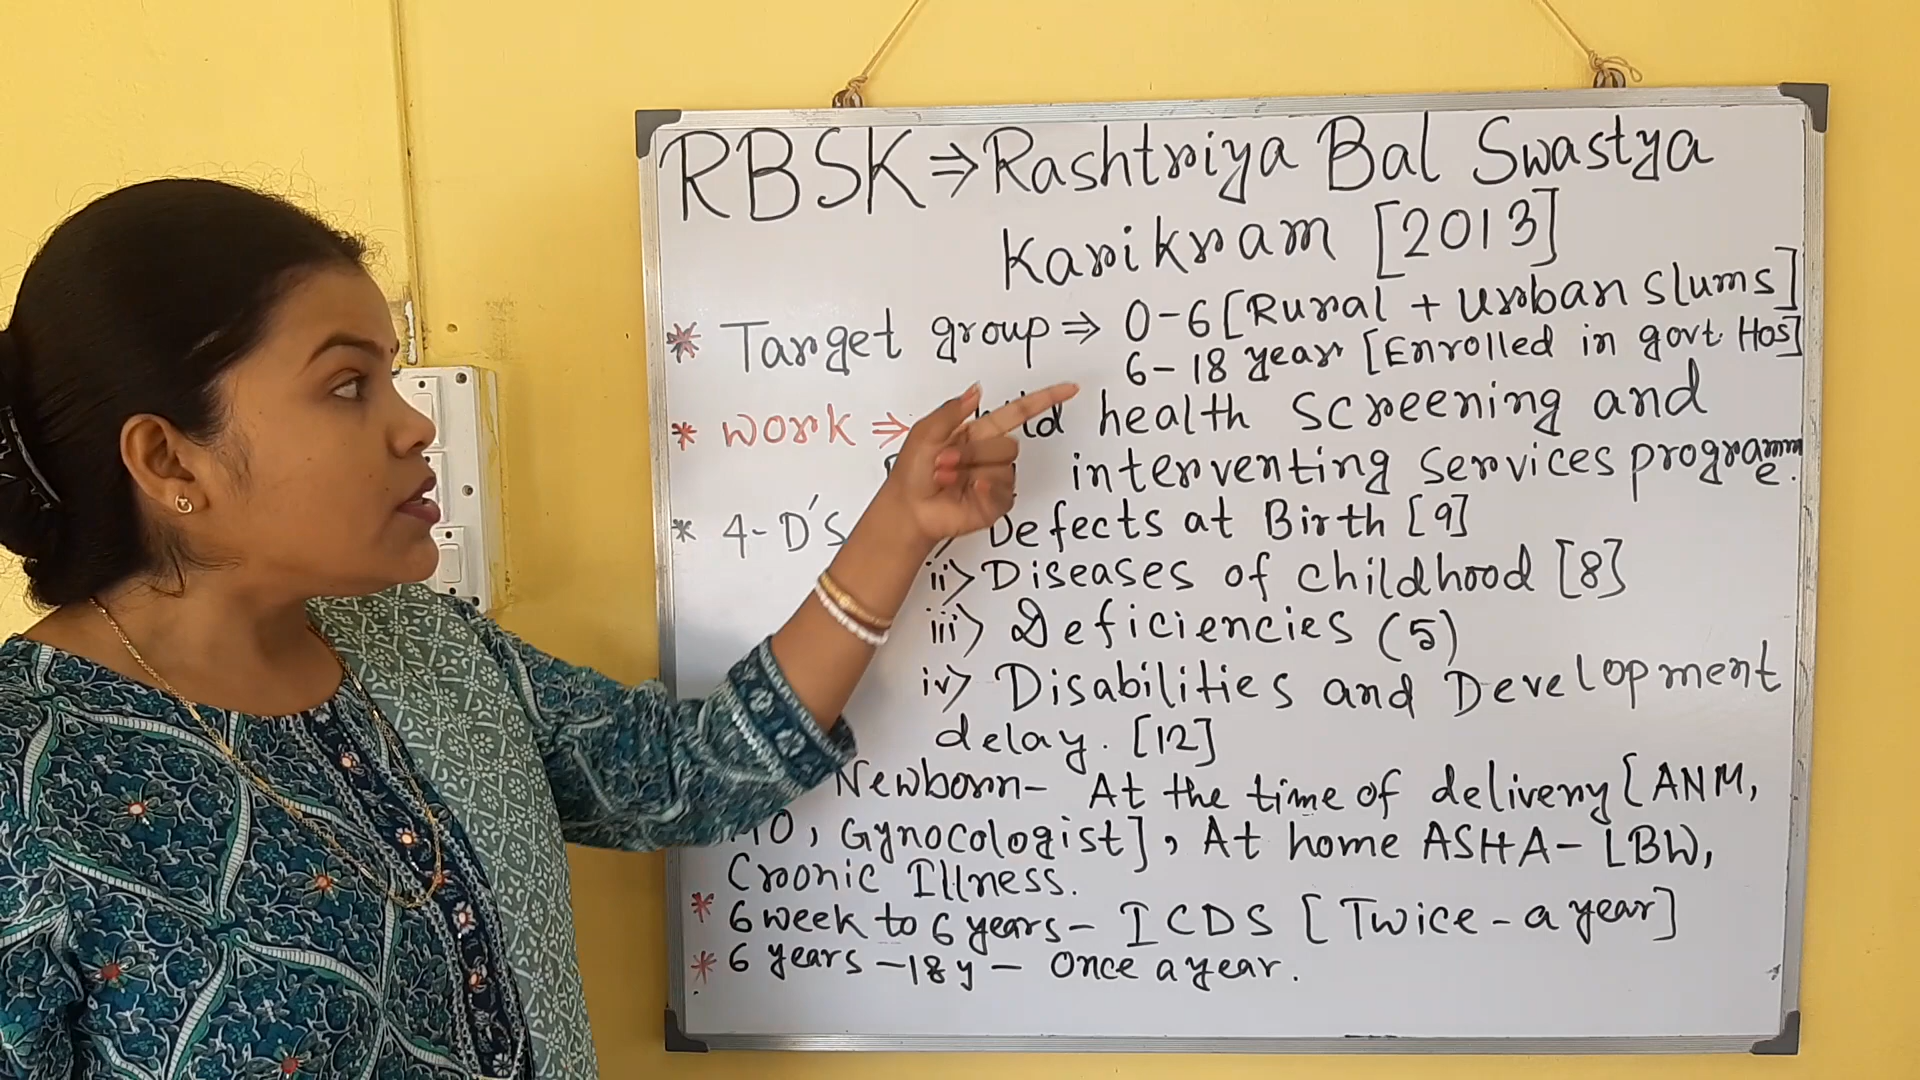 RBSK ⇒ Rashtriya Bal Swastya
Karikram [2013]
* Target group ⇒ 0-6 [Rural + Urban slums]
6-18 year [Enrolled in govt. Hos]
* work ⇒ health screening and
interventing services programme.
* 4-D's Defects at Birth [9]
ii) Diseases of childhood [8]
iii) Deficiencies (5)
iv) Disabilities and Development
delay. [12]
Newborn- At the time of delivery [ANM,
MO, Gynocologist], At home ASHA- LBW,
Cronic Illness.
* 6 week to 6 years- ICDS [Twice-a year]
* 6 years -18y - Once a year.